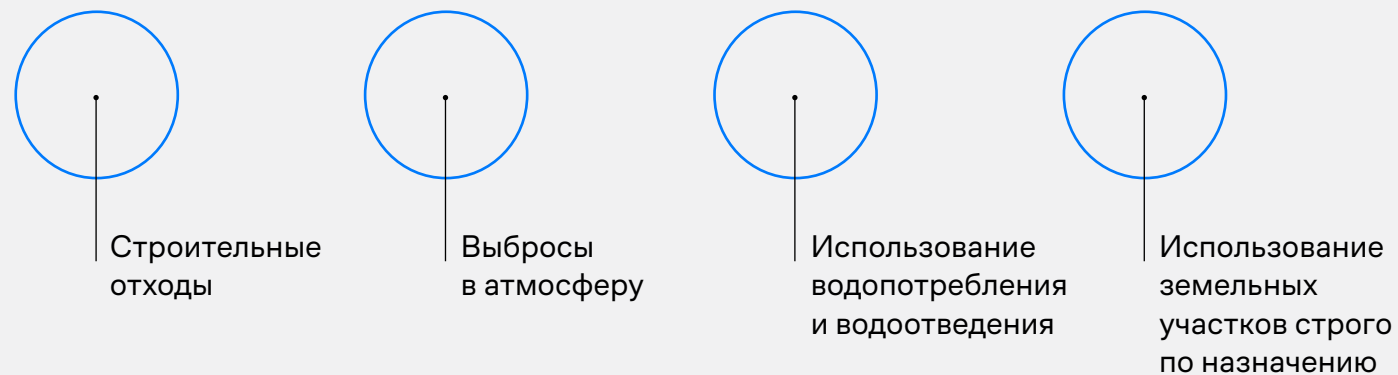 Строительные
отходы
Выбросы
в атмосферу
Использование
водопотребления
и водоотведения
Использование
земельных
участков строго
по назначению